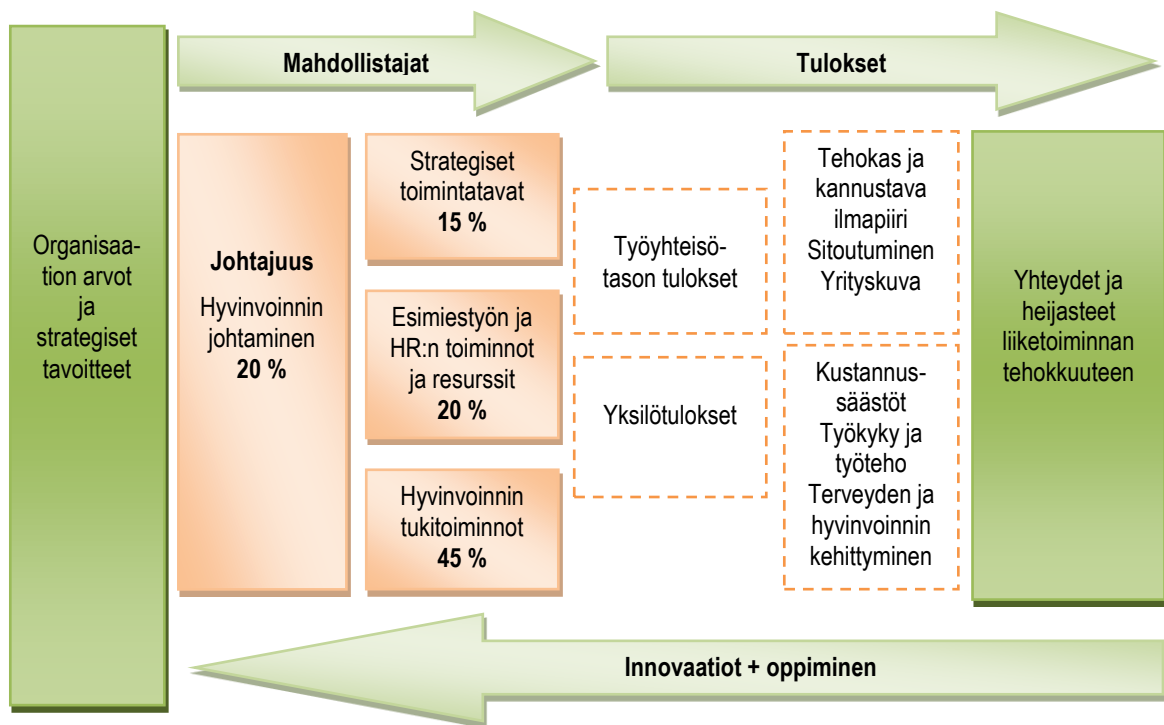 Mahdollistajat
Tulokset
Organisaa-
tion arvot
ja
strategiset
tavoitteet
Johtajuus
Hyvinvoinnin
johtaminen
20 %
Strategiset
toimintatavat
15 %
Esimiestyön ja
HR:n toiminnot
ja resurssit
20 %
Hyvinvoinnin
tukitoiminnot
45 %
Työyhteisö-
tason tulokset
Yksilötulokset
Tehokas ja
kannustava
ilmapiiri
Sitoutuminen
Yrityskuva
Kustannus-
säästöt
Työkyky ja
työteho
Terveyden ja
hyvinvoinnin
kehittyminen
Yhteydet ja
heijasteet
liiketoiminnan
tehokkuuteen
Innovaatiot + oppiminen